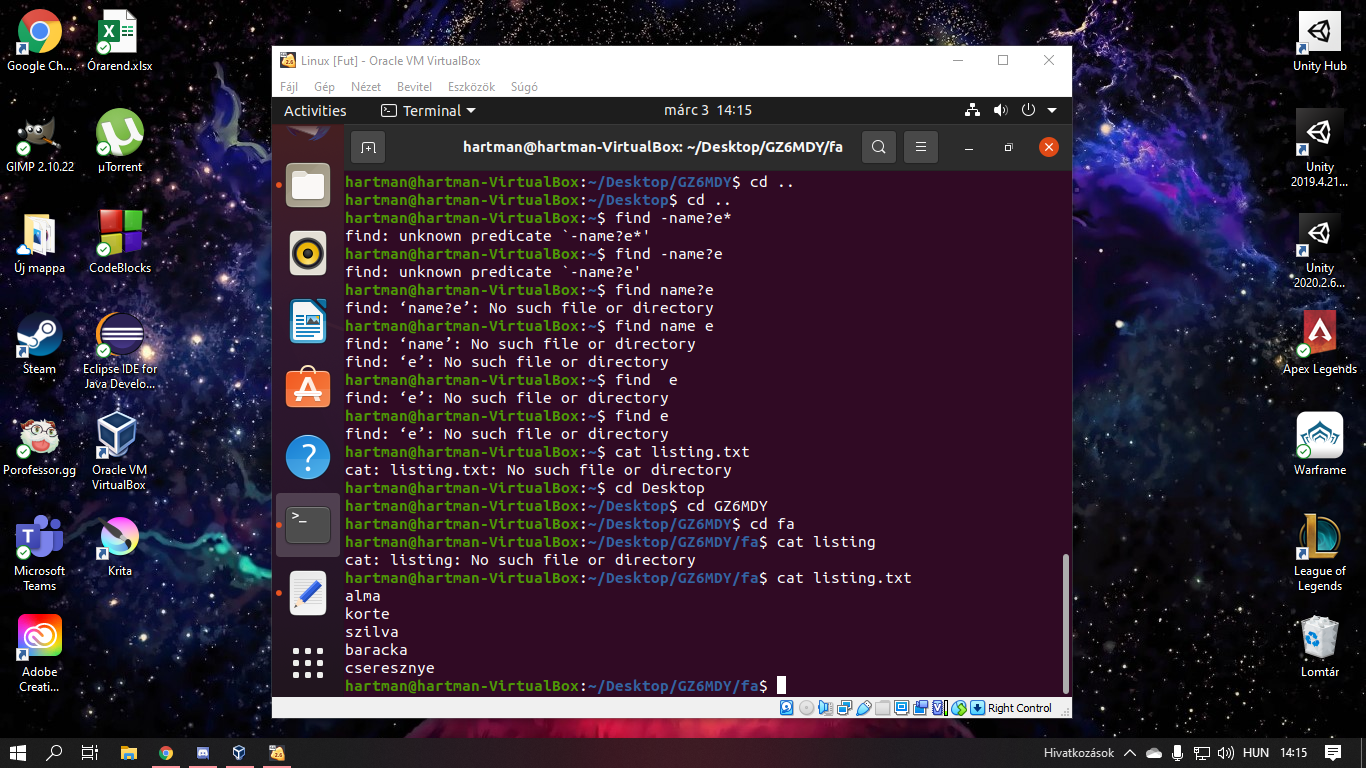 Google Ch...
Órarend.xlsx
GIMP 2.10.22
µTorrent
Új mappa
CodeBlocks
Steam
Eclipse IDE for
Java Develo...
Porofessor.gg
Oracle VM
VirtualBox
Microsoft
Teams
Krita
Adobe
Creati...
Linux [Fut] - Oracle VM VirtualBox
Fájl Gép Nézet Bevitel Eszközök Súgó
Activities Terminal márc 3 14:15
hartman@hartman-VirtualBox: ~/Desktop/GZ6MDY/fa
hartman@hartman-VirtualBox:~/Desktop/GZ6MDY$ cd ..
hartman@hartman-VirtualBox:~/Desktop$ cd ..
hartman@hartman-VirtualBox:~$ find -name?e*
find: unknown predicate `-name?e*'
hartman@hartman-VirtualBox:~$ find -name?e
find: unknown predicate `-name?e'
hartman@hartman-VirtualBox:~$ find name?e
find: ‘name?e’: No such file or directory
hartman@hartman-VirtualBox:~$ find name e
find: ‘name’: No such file or directory
find: ‘e’: No such file or directory
hartman@hartman-VirtualBox:~$ find  e
find: ‘e’: No such file or directory
hartman@hartman-VirtualBox:~$ find e
find: ‘e’: No such file or directory
hartman@hartman-VirtualBox:~$ cat listing.txt
cat: listing.txt: No such file or directory
hartman@hartman-VirtualBox:~$ cd Desktop
hartman@hartman-VirtualBox:~/Desktop$ cd GZ6MDY
hartman@hartman-VirtualBox:~/Desktop/GZ6MDY$ cd fa
hartman@hartman-VirtualBox:~/Desktop/GZ6MDY/fa$ cat listing
cat: listing: No such file or directory
hartman@hartman-VirtualBox:~/Desktop/GZ6MDY/fa$ cat listing.txt
alma
korte
szilva
baracka
cseresznye
hartman@hartman-VirtualBox:~/Desktop/GZ6MDY/fa$
Right Control
Unity Hub
Unity
2019.4.21...
Unity
2020.2.6...
Apex Legends
Warframe
League of
Legends
Lomtár
Hivatkozások HUN 14:15